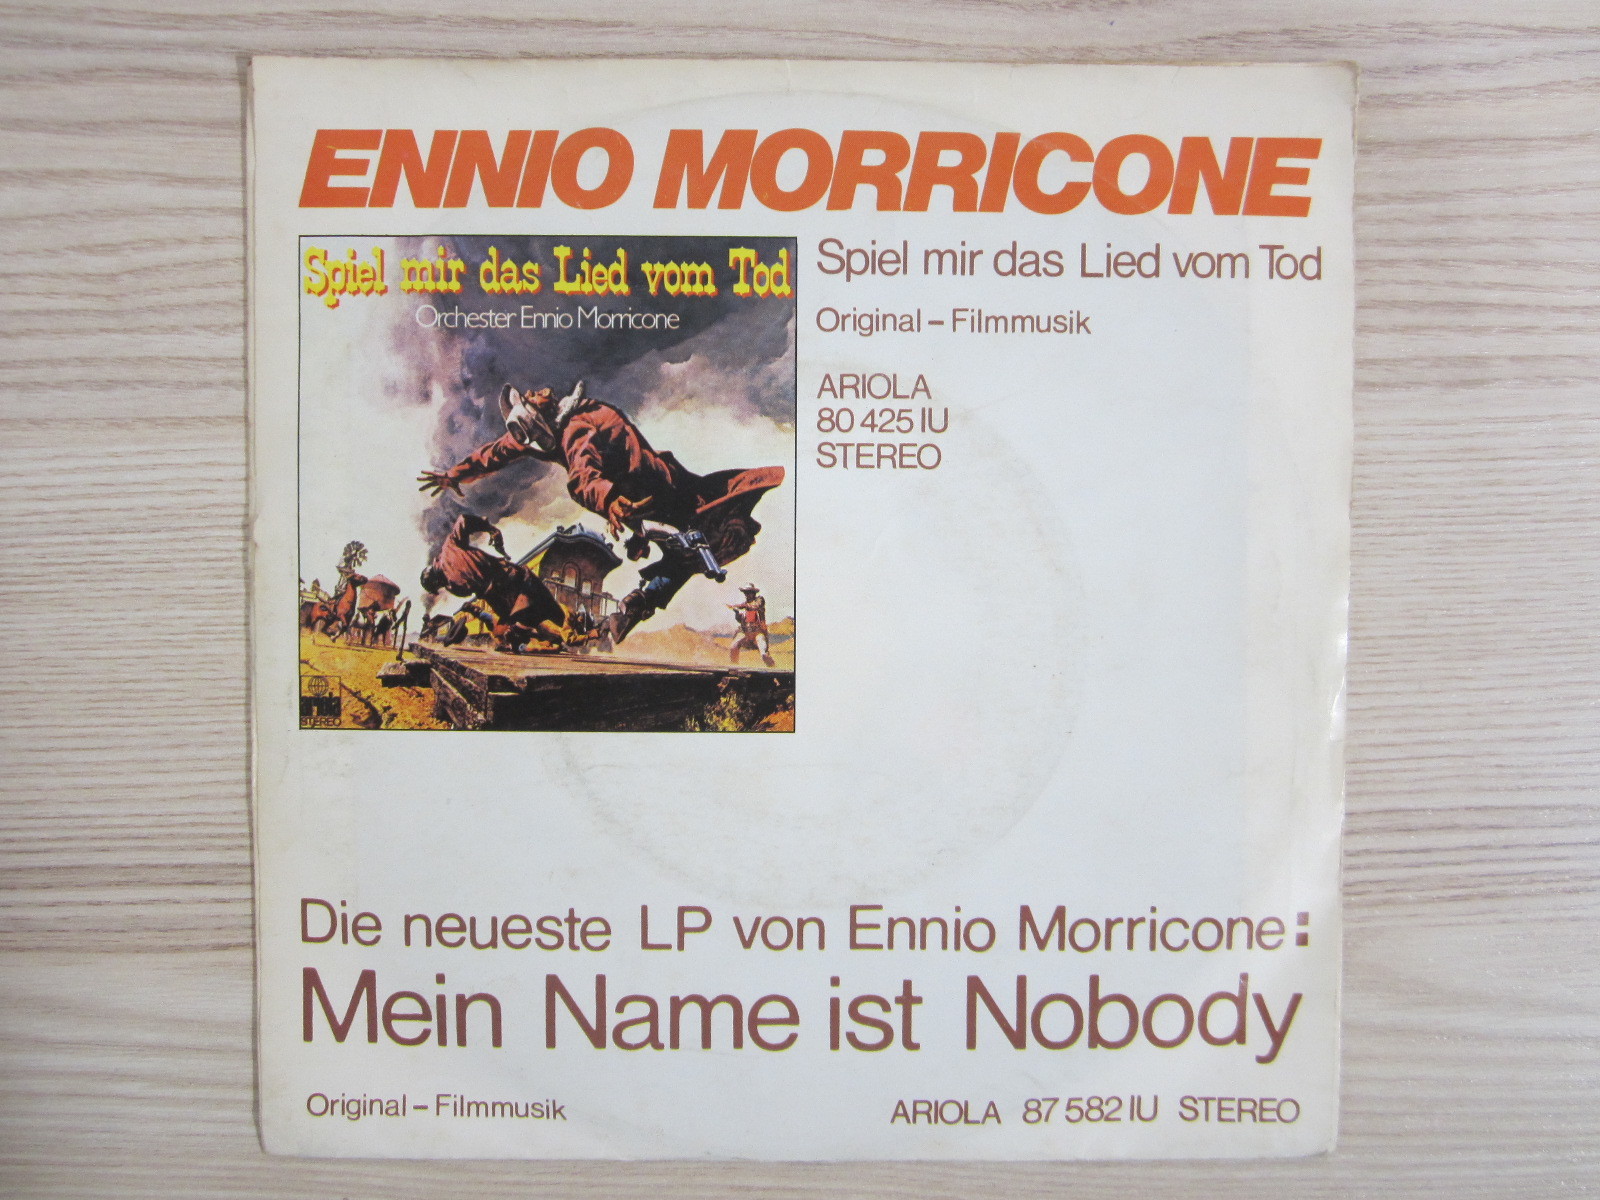 ENNIO MORRICONE
Spiel mir das Lied vom Tod
Orchester Ennio Morricone
STEREO
Spiel mir das Lied vom Tod
Original – Filmmusik
ARIOLA
80 425 IU
STEREO
Die neueste LP von Ennio Morricone:
Mein Name ist Nobody
Original – Filmmusik
ARIOLA 87 582 IU STEREO